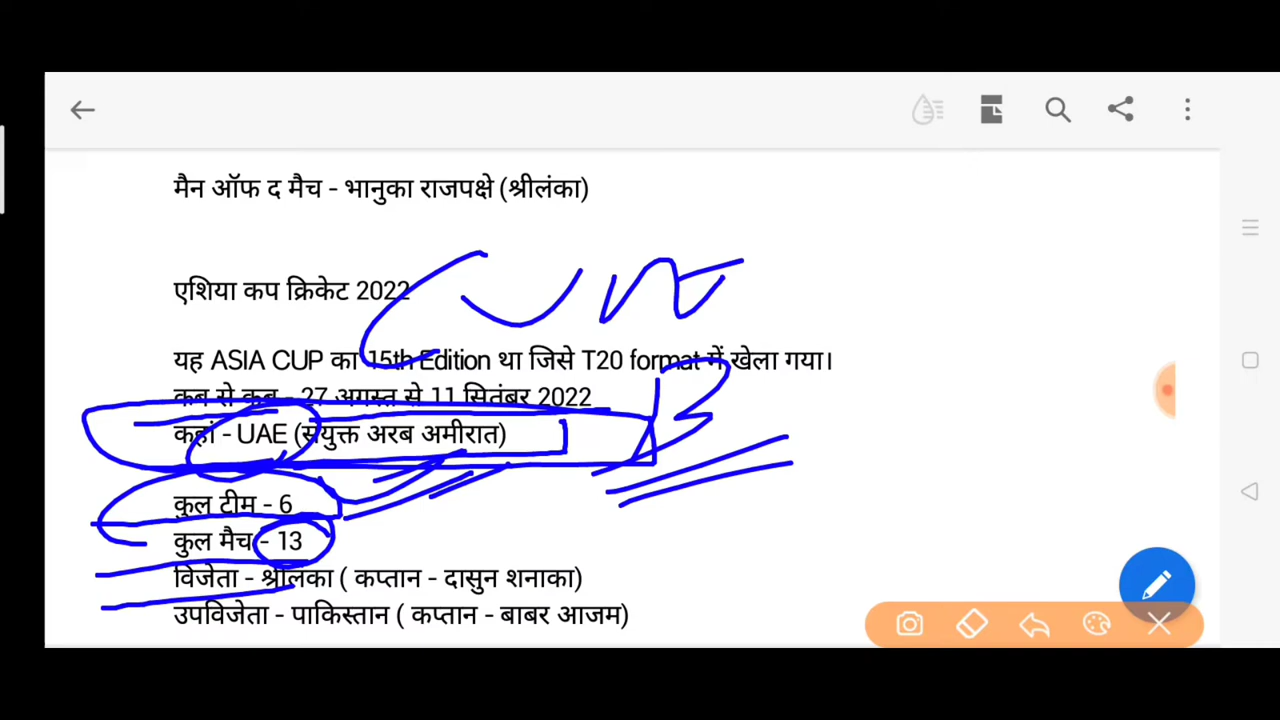 मैन ऑफ द मैच - भानुका राजपक्षे (श्रीलंका)
एशिया कप क्रिकेट 2022
यह ASIA CUP का 15th Edition था जिसे T20 format में खेला गया।
कब से कब - 27 अगस्त से 11 सितंबर 2022
कहां - UAE (संयुक्त अरब अमीरात)
कुल टीम - 6
कुल मैच - 13
विजेता - श्रीलंका ( कप्तान - दासुन शनाका)
उपविजेता - पाकिस्तान ( कप्तान - बाबर आजम)